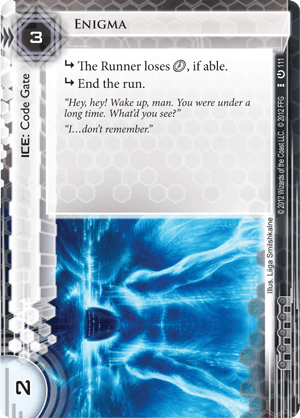 3
ENIGMA
↳ The Runner loses, if able.
↳ End the run.
“Hey, hey! Wake up, man. You were under a
long time. What’d you see?”
“I…don’t remember.”
ICE: Code Gate
111
© 2012 Wizards of the Coast LLC. © 2012 FFG
Illus. Liiga Smilshkalne
2